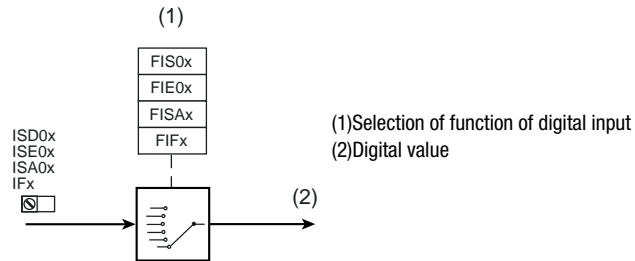 (1)
FIS0x
FIE0x
FISAx
FIFx
ISD0x
ISE0x
ISA0x
IFx
(2)
(1)Selection of function of digital input
(2)Digital value